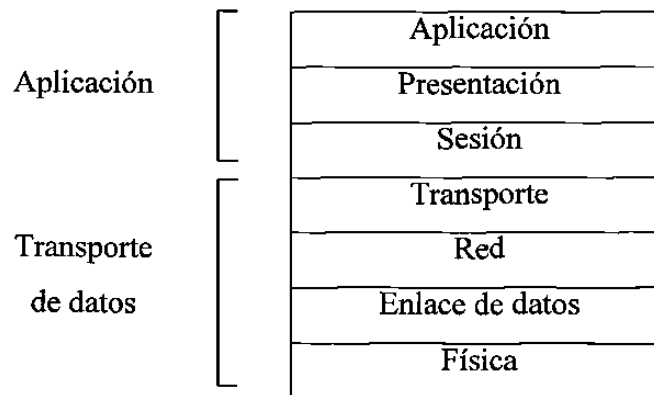 Aplicación
Aplicación
Presentación
Sesión
Transporte
de datos
Transporte
Red
Enlace de datos
Física